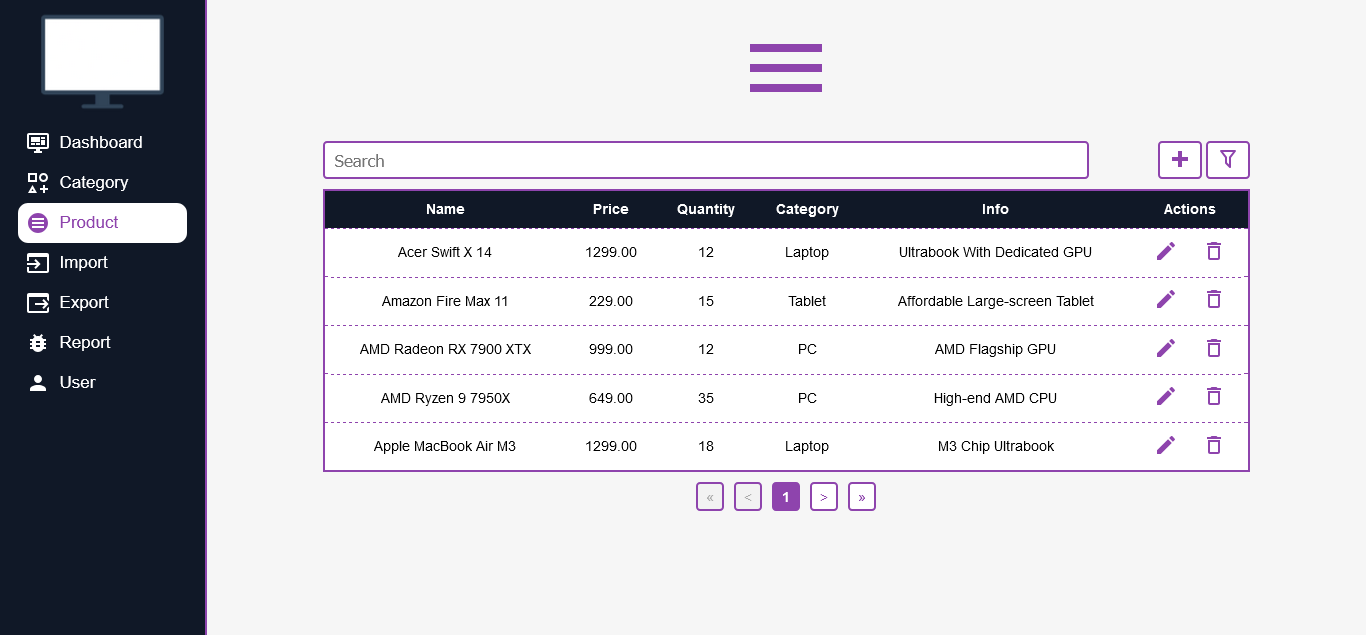 Dashboard
Category
Product
Import
Export
Report
User
Search
Name Price Quantity Category Info Actions
Acer Swift X 14 1299.00 12 Laptop Ultrabook With Dedicated GPU
Amazon Fire Max 11 229.00 15 Tablet Affordable Large-screen Tablet
AMD Radeon RX 7900 XTX 999.00 12 PC AMD Flagship GPU
AMD Ryzen 9 7950X 649.00 35 PC High-end AMD CPU
Apple MacBook Air M3 1299.00 18 Laptop M3 Chip Ultrabook
« < 1 > »